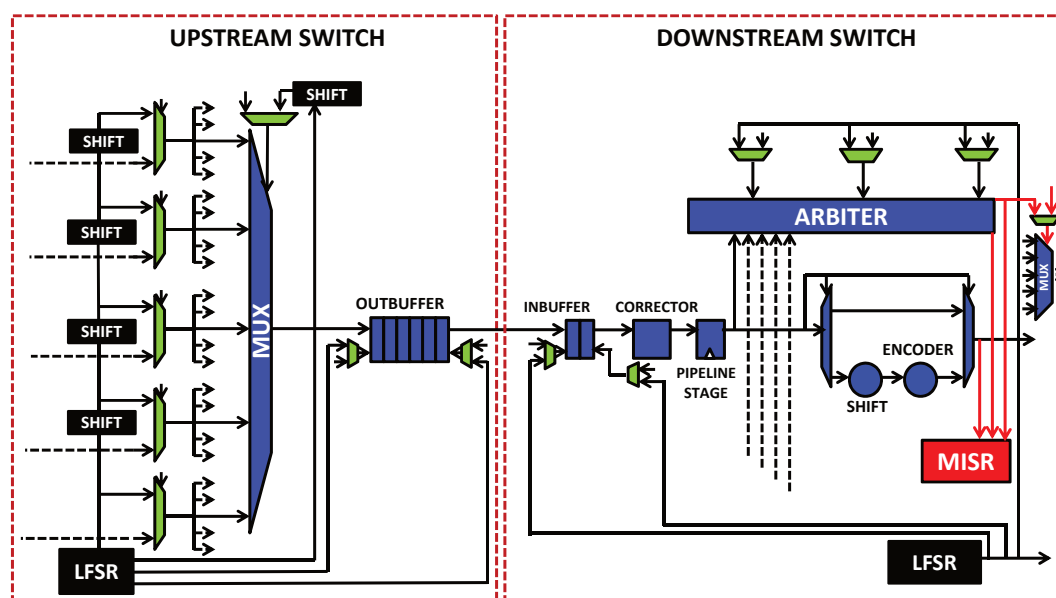 UPSTREAM SWITCH
DOWNSTREAM SWITCH
SHIFT
SHIFT
SHIFT
SHIFT
SHIFT
MUX
OUTBUFFER
LFSR
ARBITER
MUX
INBUFFER
CORRECTOR
PIPELINE
STAGE
ENCODER
SHIFT
MISR
LFSR